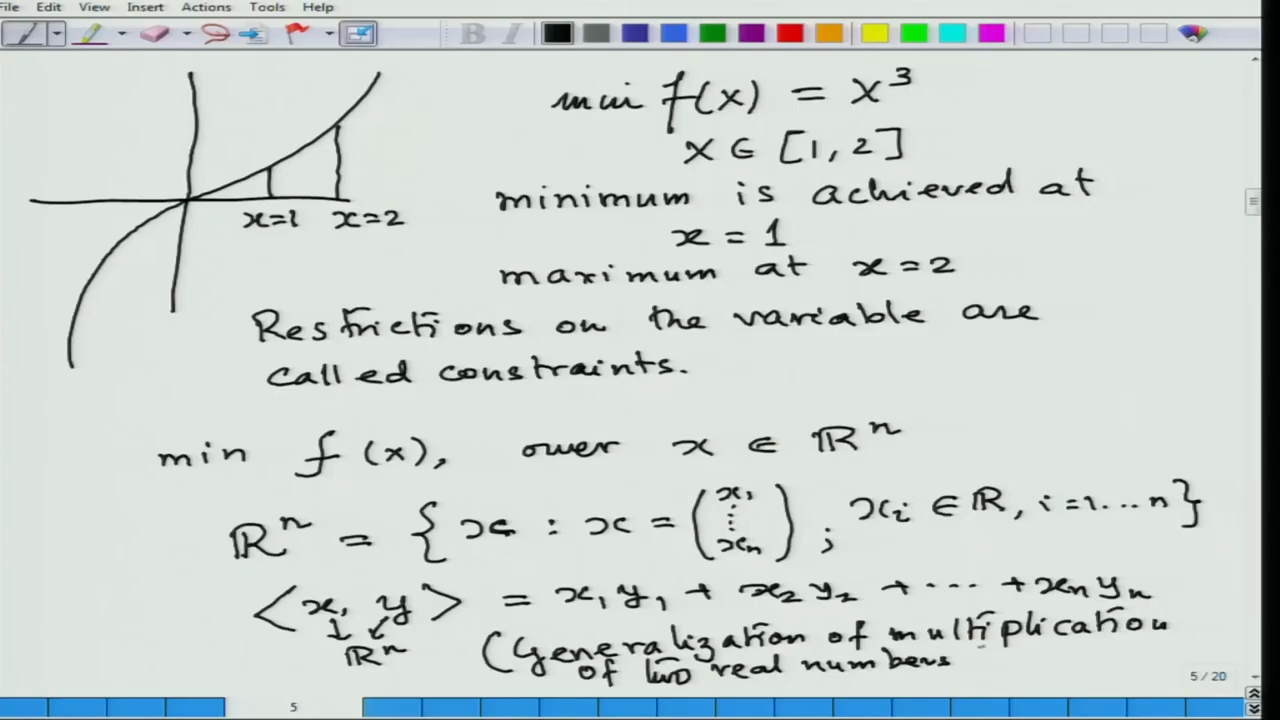 File Edit View Insert Actions Tools Help
B I
min f(x) = x³
x ∈ [1, 2]
minimum is achieved at
x = 1
x=1 x=2
maximum at x = 2
Restrictions on the variable are
called constraints.
min f(x), over x ∈ ℝⁿ
ℝⁿ = { x : x = (x₁ ⋮ xₙ) ; xᵢ ∈ ℝ, i=1...n}
<x, y> = x₁y₁ + x₂y₂ + ... + xₙyₙ
ℝⁿ
(Generalization of multiplication
of two real numbers
5 / 20
5